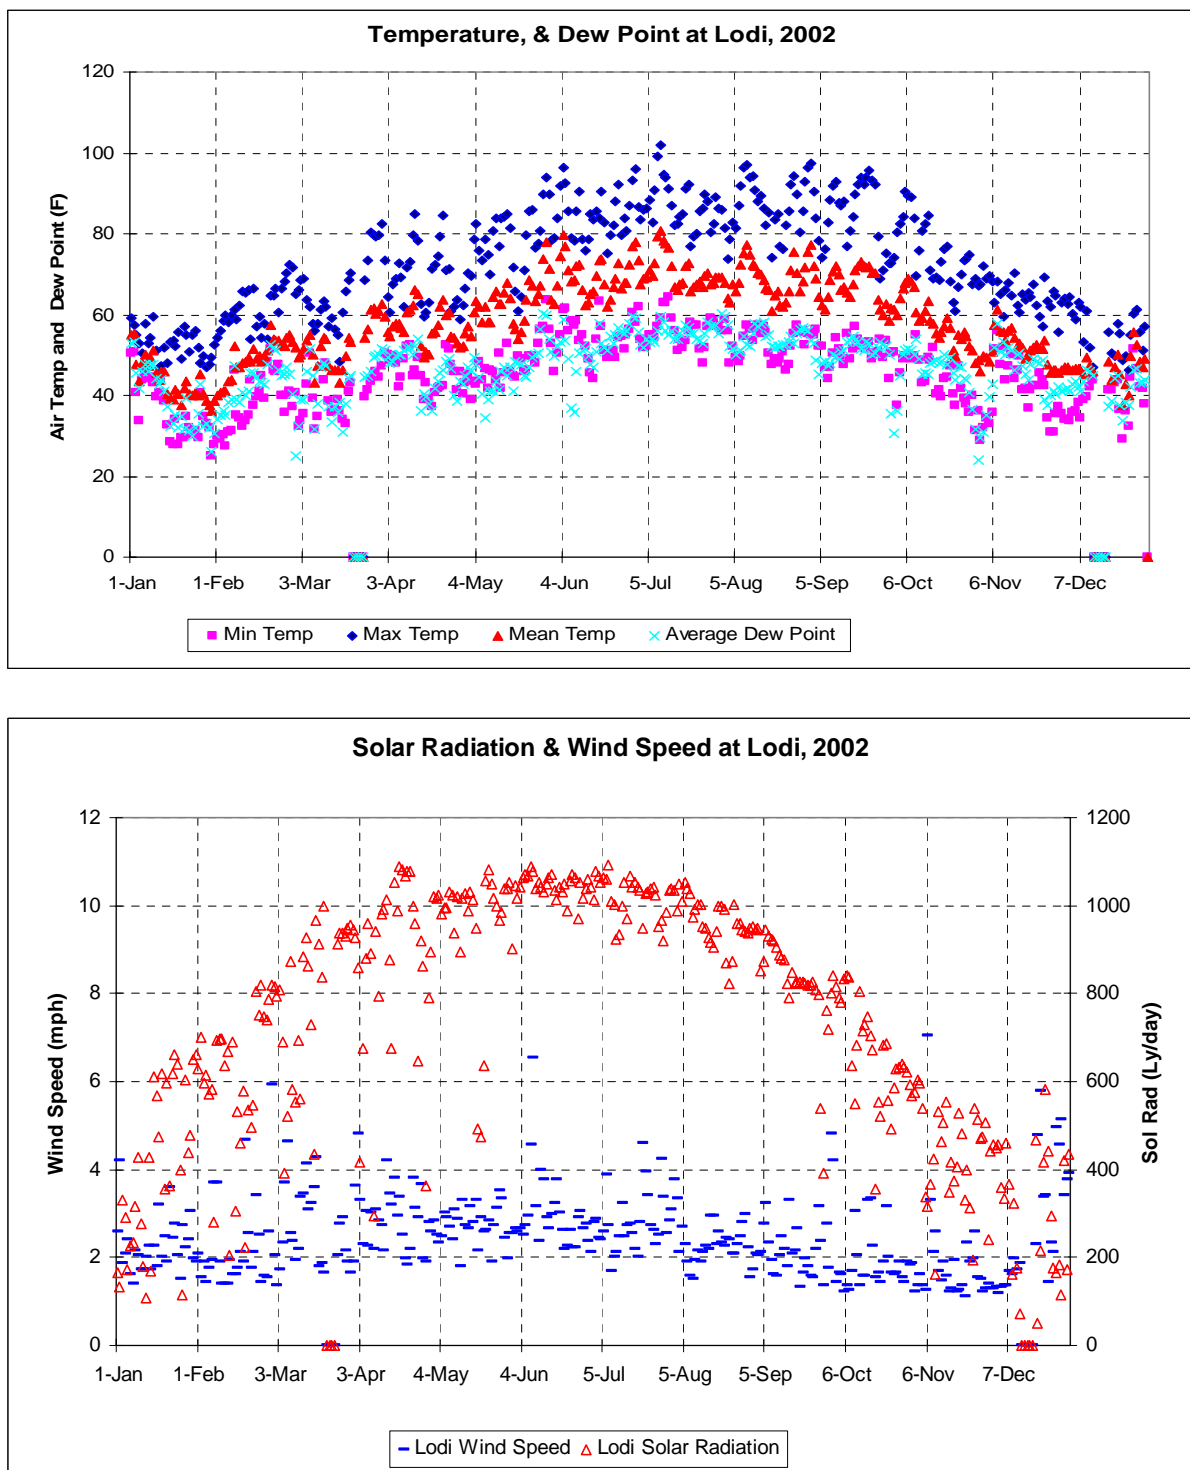 Temperature, & Dew Point at Lodi, 2002
Air Temp and  Dew Point (F)
120
100
80
60
40
20
0
1-Jan 1-Feb 3-Mar 3-Apr 4-May 4-Jun 5-Jul 5-Aug 5-Sep 6-Oct 6-Nov 7-Dec
Min Temp Max Temp Mean Temp Average Dew Point
Solar Radiation & Wind Speed at Lodi, 2002
Wind Speed (mph)
12
10
8
6
4
2
0
1200
1000
800
600
400
200
0
Sol Rad (Ly/day)
1-Jan 1-Feb 3-Mar 3-Apr 4-May 4-Jun 5-Jul 5-Aug 5-Sep 6-Oct 6-Nov 7-Dec
Lodi Wind Speed Lodi Solar Radiation